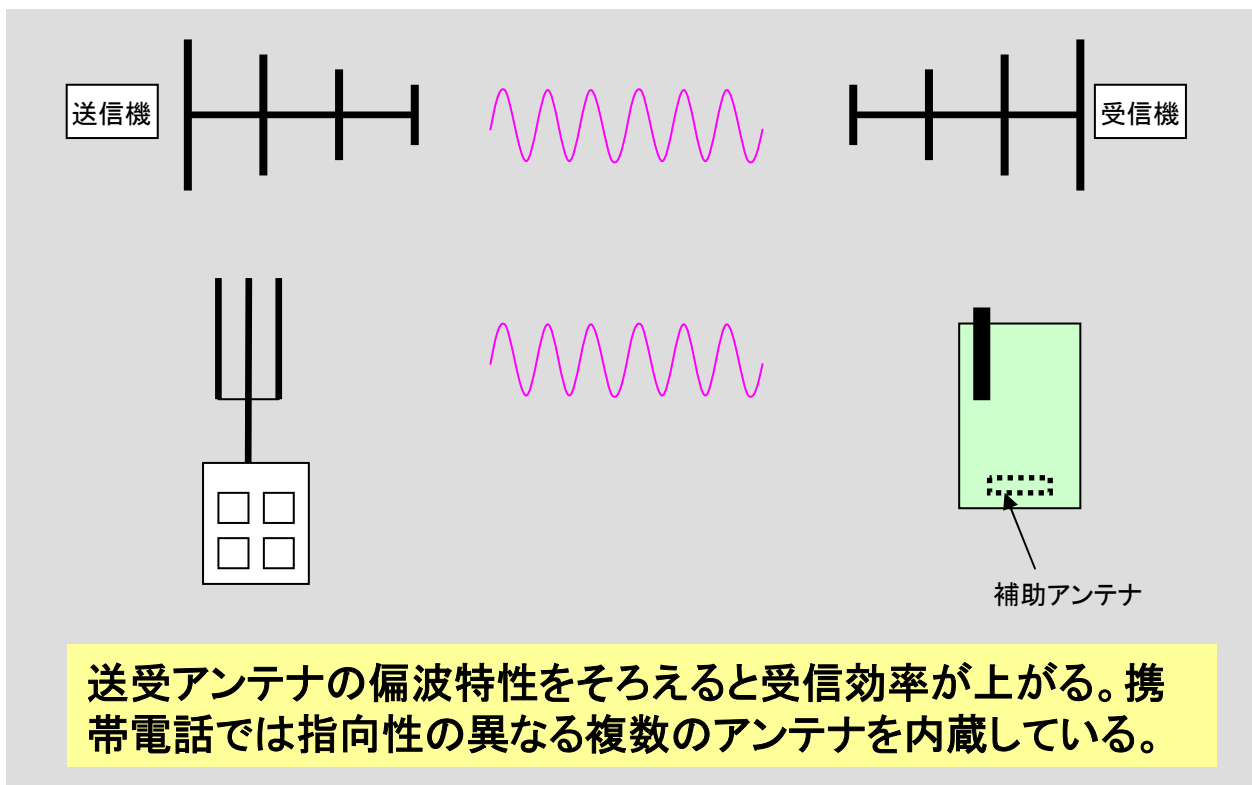 送信機
受信機
補助アンテナ
送受アンテナの偏波特性をそろえると受信効率が上がる。携
帯電話では指向性の異なる複数のアンテナを内蔵している。